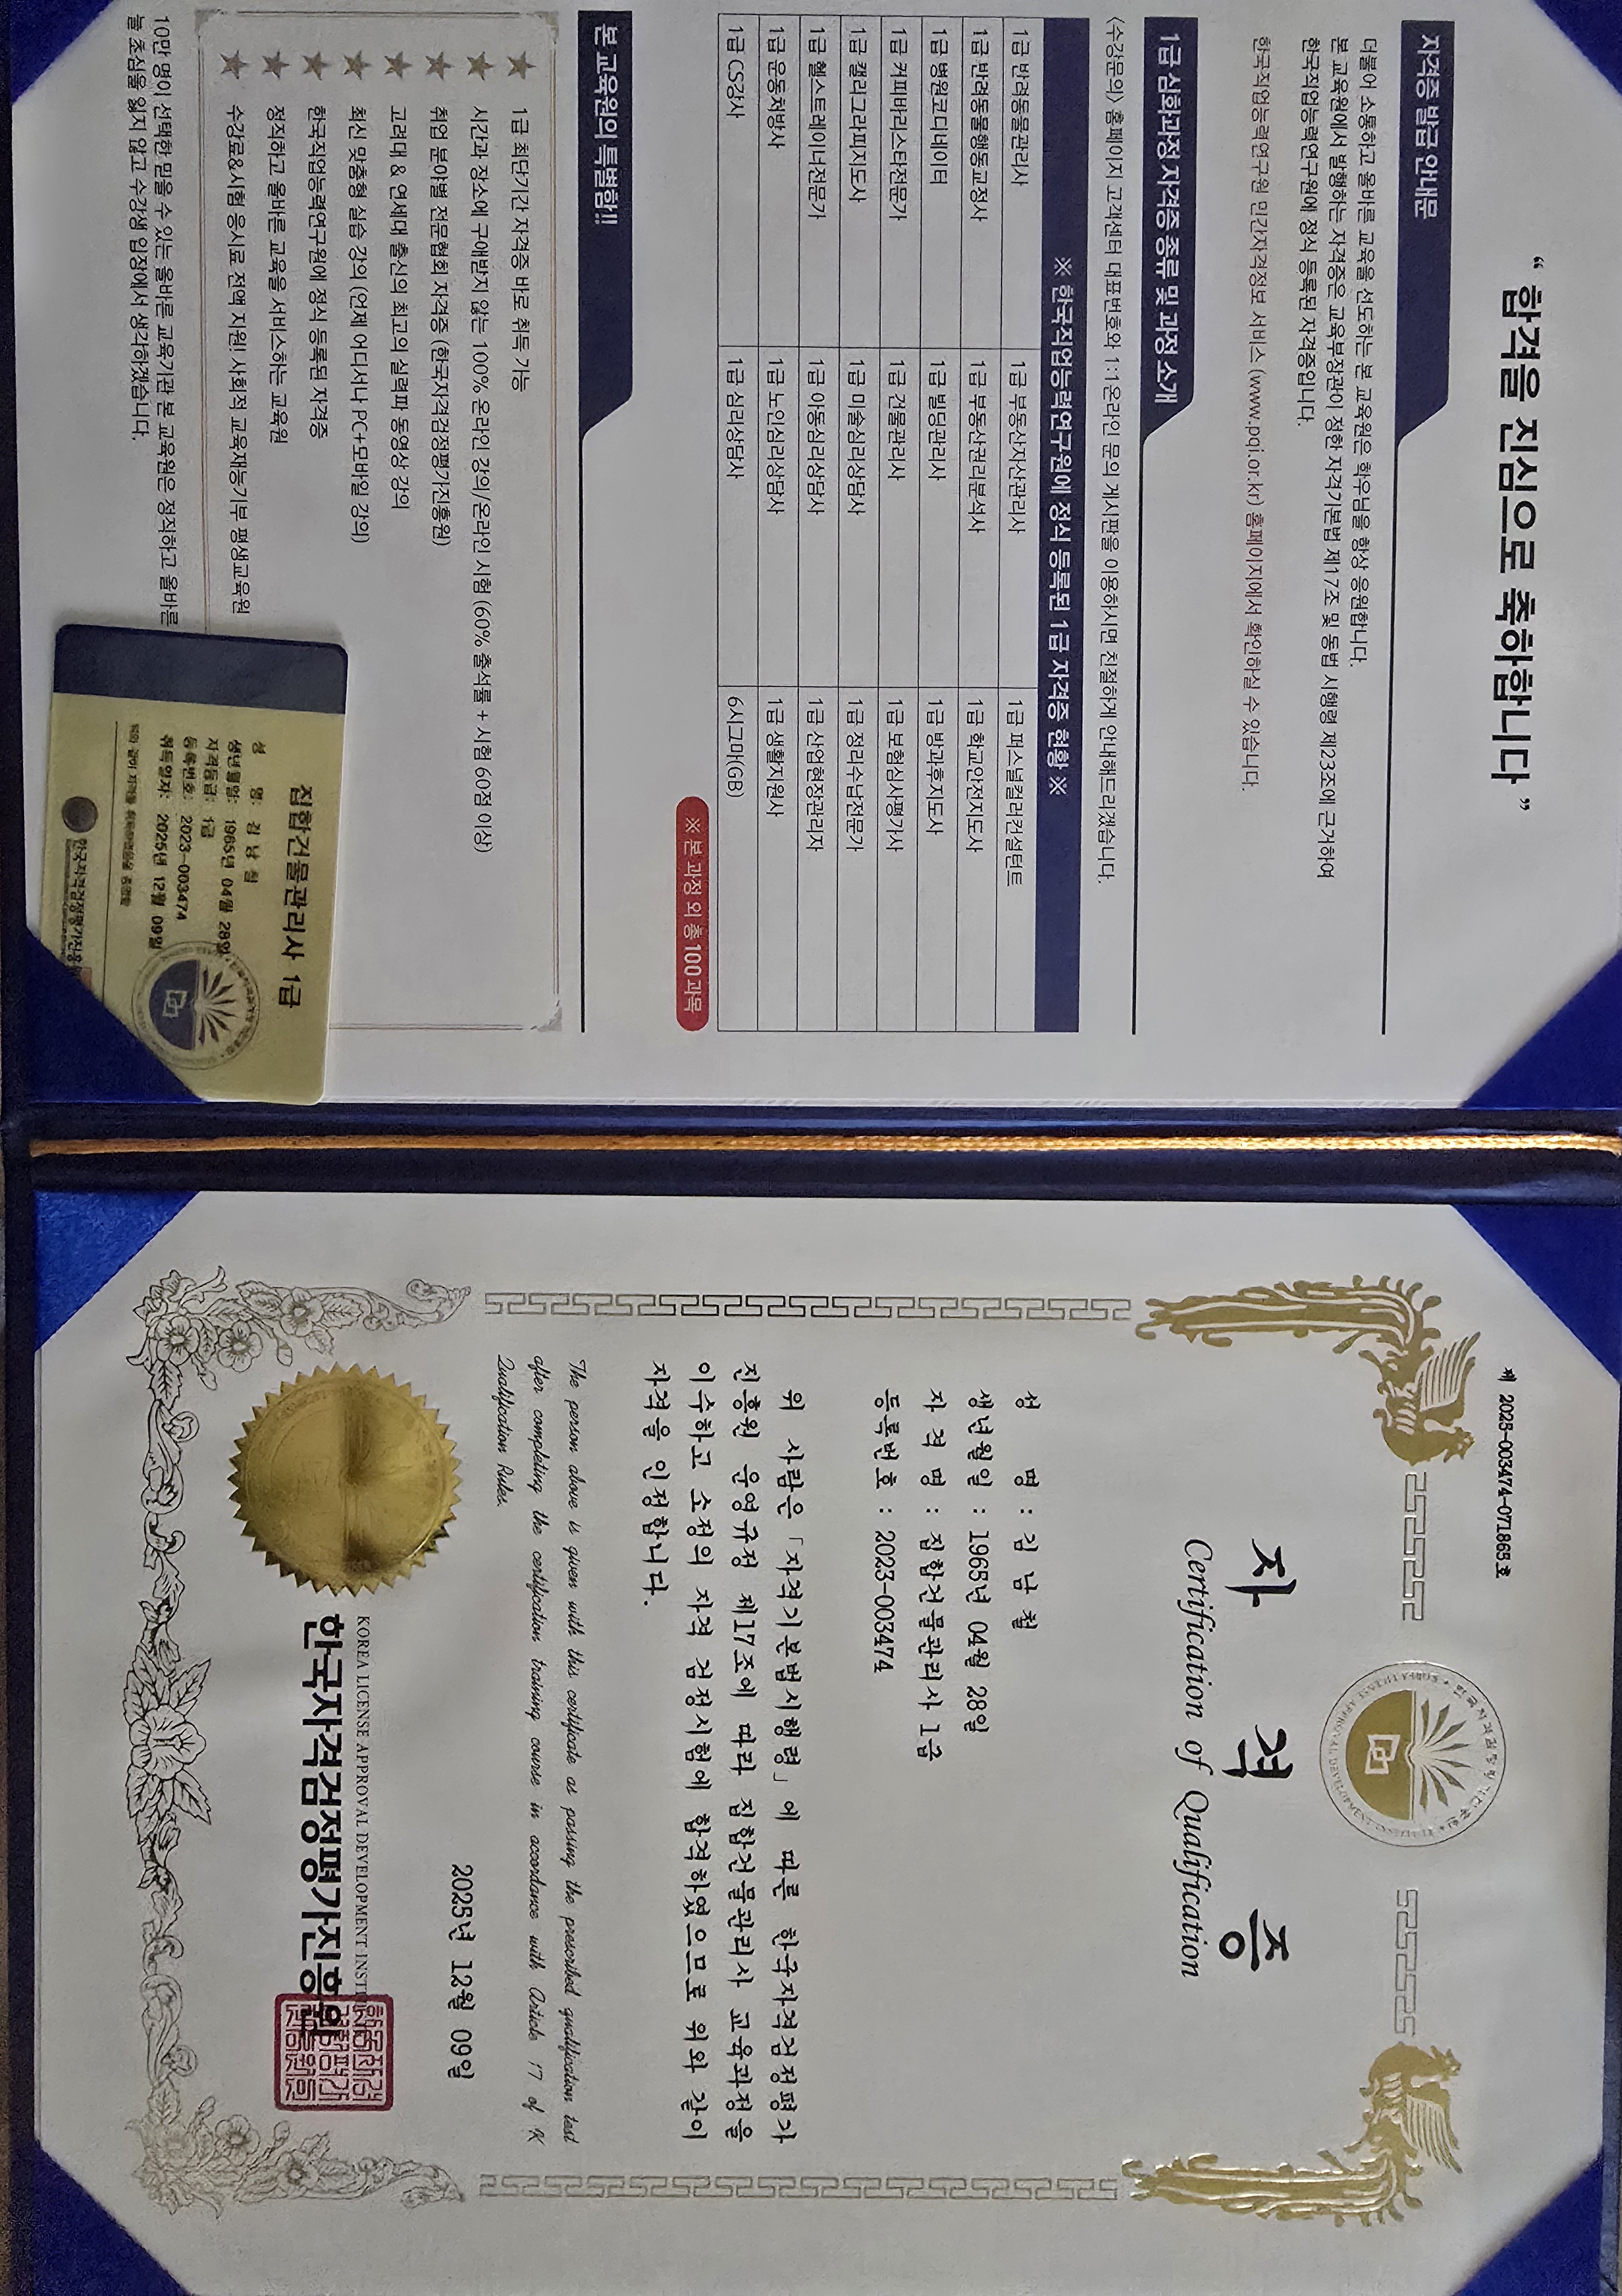 “ 합격을 진심으로 축하합니다 ”
자격증 발급 안내문
더불어 소통하고 올바른 교육을 선도하는 본 교육원은 학우님을 항상 응원합니다.
본 교육원에서 발행하는 자격증은 교육부장관이 정한 자격기본법 제17조 및 동법 시행령 제23조에 근거하여
한국직업능력연구원에 정식 등록된 자격증입니다.
한국직업능력연구원 민간자격정보 서비스 (www.pqi.or.kr) 홈페이지에서 확인하실 수 있습니다.
1급 심화과정 자격증 종류 및 과정 소개
<수강문의> 홈페이지 고객센터 대표번호와 1:1온라인 문의 게시판을 이용하시면 친절하게 안내해드리겠습니다.
※ 한국직업능력연구원에 정식 등록된 1급 자격증 현황 ※
1급 반려동물관리사 1급 부동산자산관리사 1급 퍼스널컬러컨설턴트
1급 반려동물행동교정사 1급 부동산권리분석사 1급 학교안전지도사
1급 병원코디네이터 1급 빌딩관리사 1급 방과후지도사
1급 커피바리스타전문가 1급 건물관리사 1급 보험심사평가사
1급 캘리그라피지도사 1급 미술심리상담사 1급 정리수납전문가
1급 헬스트레이너전문가 1급 아동심리상담사 1급 산업현장관리자
1급 운동처방사 1급 노인심리상담사 1급 생활지원사
1급 CS강사 1급 심리상담사 6시그마(GB)
※ 본 과정 외 총 100과목
본 교육원의 특별함!!
★ 1급 최단기간 자격증 바로 취득 가능
★ 시간과 장소에 구애받지 않는 100% 온라인 강의/온라인 시험 (60% 출석률 + 시험 60점 이상)
★ 취업 분야별 전문협회 자격증 (한국자격검정평가진흥원)
★ 고려대 & 연세대 출신의 최고의 실력파 동영상 강의
★ 최신 맞춤형 실습 강의 (언제 어디서나 PC+모바일 강의)
★ 한국직업능력연구원에 정식 등록된 자격증
★ 정직하고 올바른 교육을 서비스하는 교육원
★ 수강료&시험 응시료 전액 지원! 사회적 교육재능기부 평생교육원
10만 명이 선택한 믿을 수 있는 올바른 교육기관 본 교육원은 정직하고 올바른
늘 초심을 잃지 않고 수강생 입장에서 생각하겠습니다.
집합건물관리사 1급
성 명: 김남철
생년월일: 1965년 04월 28일
자격등급: 1급
등록번호: 2023-003474
취득일자: 2025년 12월 09일
한국자격검정평가진흥
제 2025-003474-071865호
자 격 증
Certification of Qualification
성 명 : 김 남 철
생년월일 : 1965년 04월 28일
자 격 명 : 집합건물관리사 1급
등록번호 : 2023-003474
위 사람은 「자격기본법시행령」에 따른 한국자격검정평가
진흥원 운영규정 제17조에 따라 집합건물관리사 교육과정을
이수하고 소정의 자격 검정시험에 합격하였으므로 위와 같이
자격을 인정합니다.
The person above is given with this certificate as passing the prescribed qualification test
after completing the certification training course in accordance with Article 17 of K
Qualification Rules.
2025년 12월 09일
KOREA LICENSE APPROVAL DEVELOPMENT INSTI
한국자격검정평가진흥원